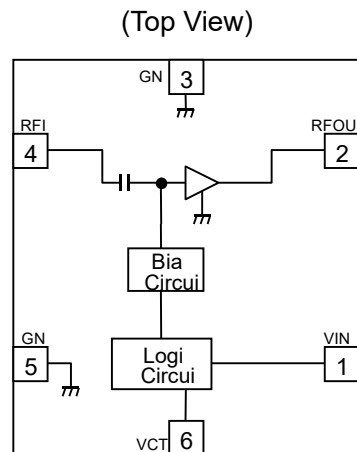 (Top View)
GN
3
RFI
4
RFOU
2
Bia
Circui
GN
5
Logi
Circui
VIN
1
VCT
6